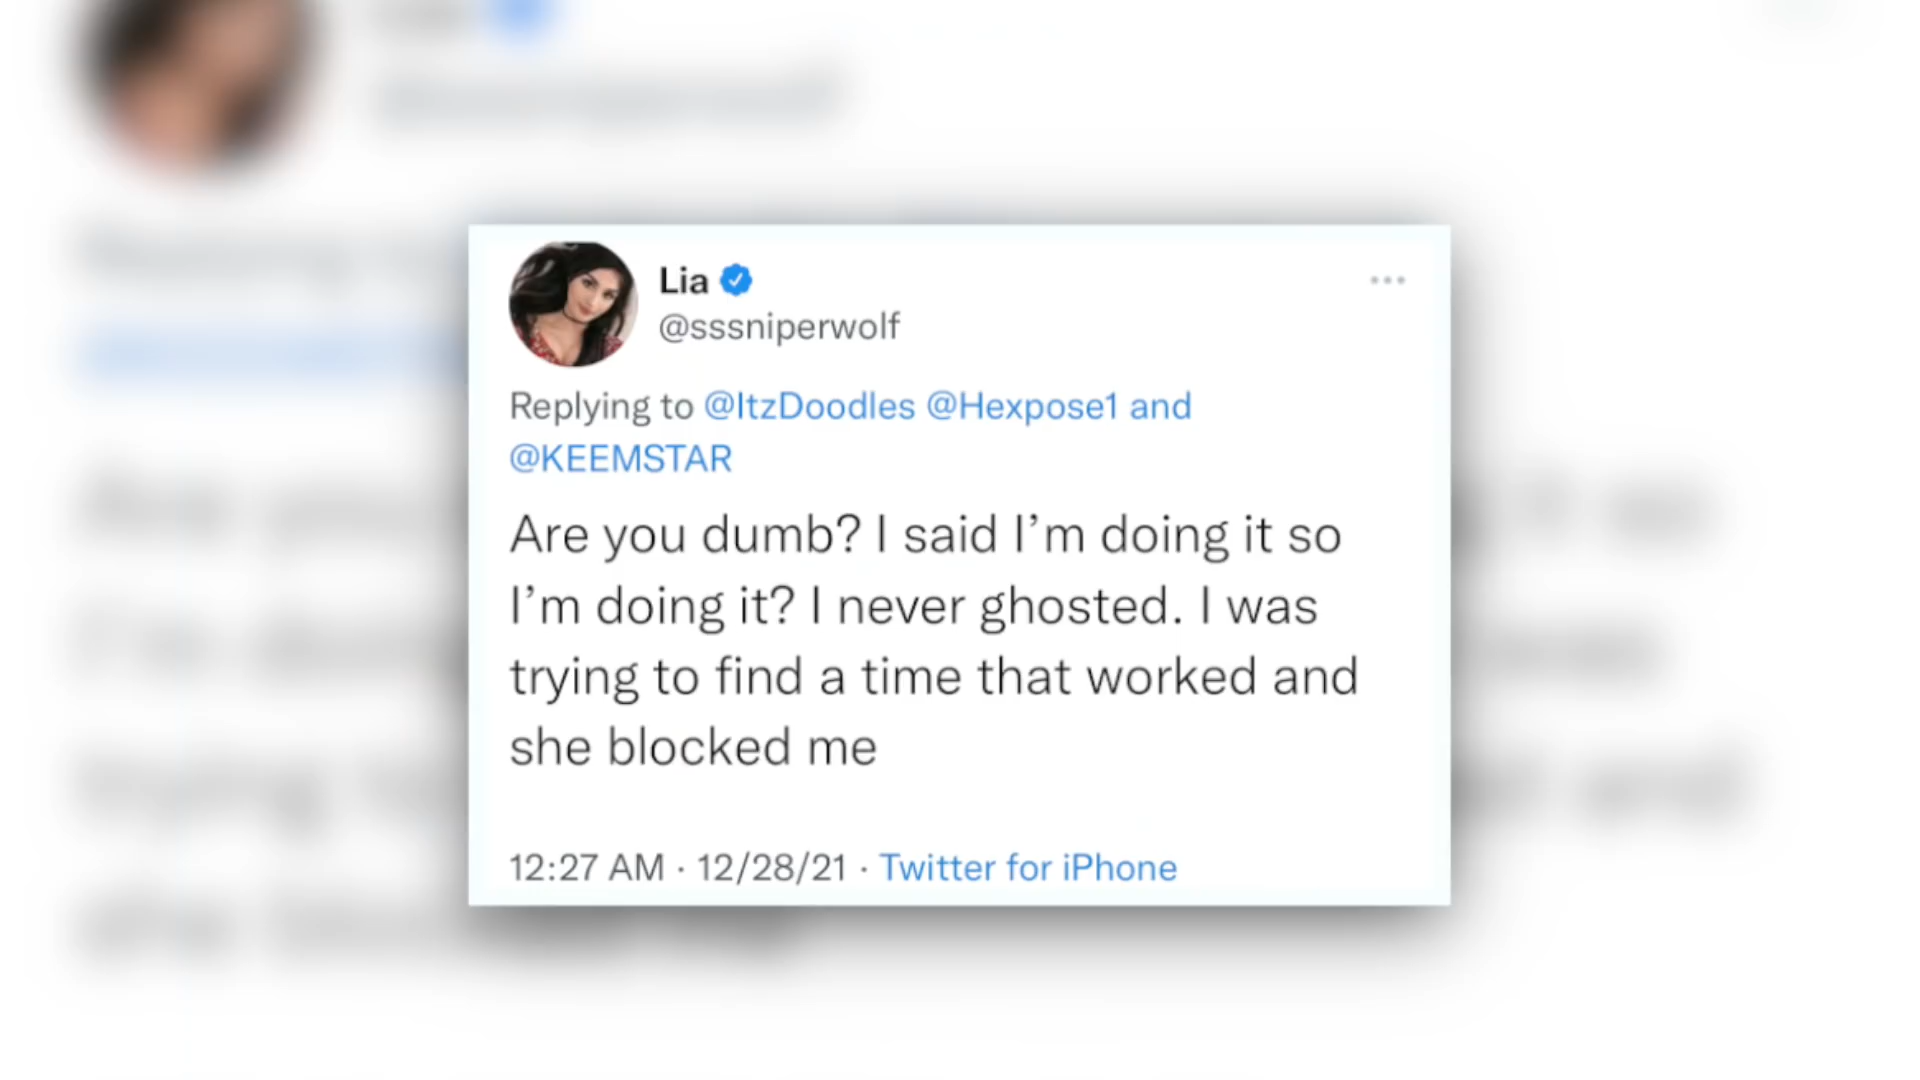 Lia
@sssniperwolf
Replying to @ItzDoodles @Hexpose1 and
@KEEMSTAR
Are you dumb? I said I’m doing it so
I’m doing it? I never ghosted. I was
trying to find a time that worked and
she blocked me
12:27 AM · 12/28/21 · Twitter for iPhone